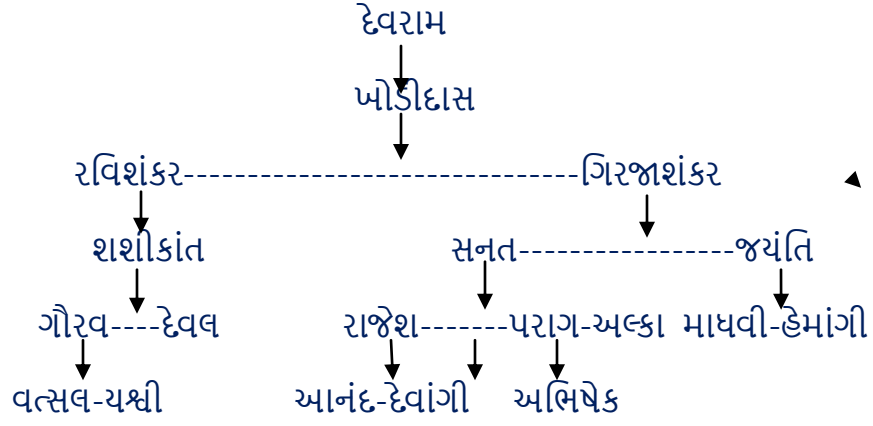 દેવરામ
ખોડીદાસ
રવિશંકર-------------------------------ગિરજાશંકર
શશીકાંત
સનત-----------------જયંતિ
ગૌરવ----દેવલ
રાજેશ-------પરાગ-અલ્કા
માધવી-હેમાંગી
વત્સલ-યશ્વી
આનંદ-દેવાંગી
અભિષેક